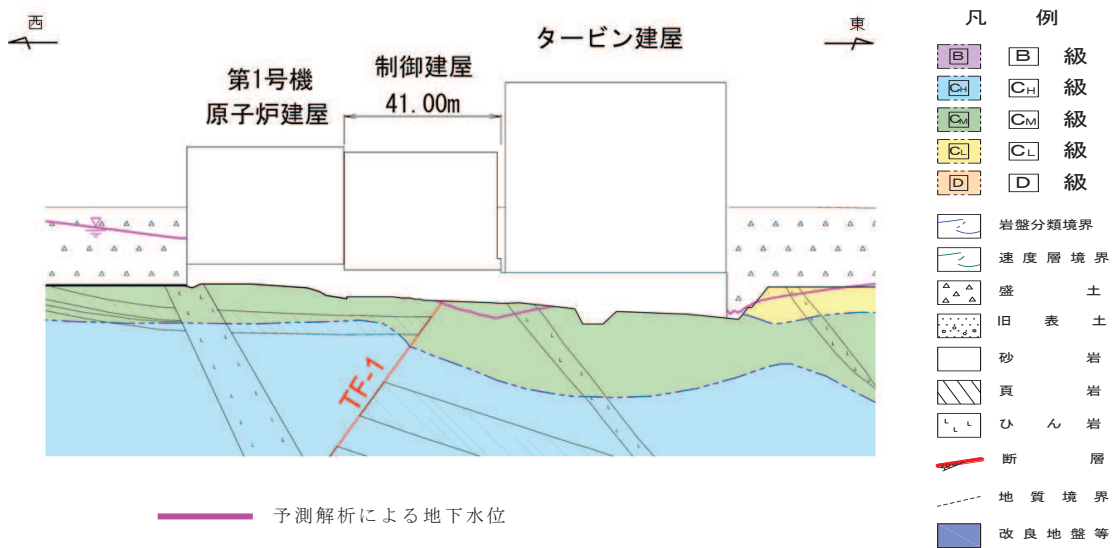 西
東
タービン建屋
制御建屋
41.00m
第1号機
原子炉建屋
TF-1
予測解析による地下水位
凡 例
B B 級
CH CH 級
CM CM 級
CL CL 級
D D 級
岩盤分類境界
速度層境界
盛 土
旧 表 土
砂 岩
頁 岩
ひ ん 岩
断 層
地 質 境 界
改 良 地 盤 等